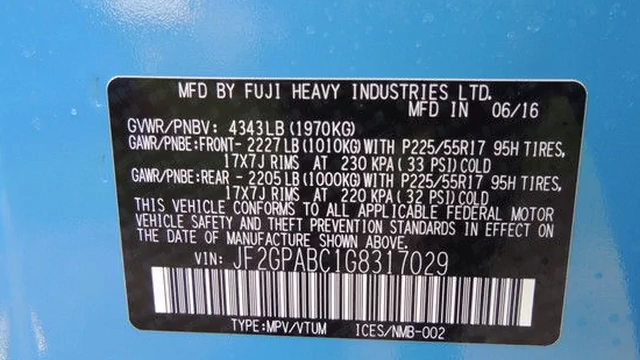 MFD BY FUJI HEAVY INDUSTRIES LTD.
MFD IN 06/16
GVWR/PNBV: 4343LB(1970KG)
GAWR/PNBE:FRONT- 2227LB(1010KG)WITH P225/55R17 95H TIRES,
17X7J RIMS AT 230 KPA( 33 PSI)COLD
GAWR/PNBE:REAR - 2205LB(1000KG)WITH P225/55R17 95H TIRES,
17X7J RIMS AT 220 KPA( 32 PSI)COLD
THIS VEHICLE CONFORMS TO ALL APPLICABLE FEDERAL MOTOR
VEHICLE SAFETY AND THEFT PREVENTION STANDARDS IN EFFECT ON
THE DATE OF MANUFACTURE SHOWN ABOVE.
VIN: JF2GPABC1G8317029
TYPE:MPV/VTUM ICES/NMB-002